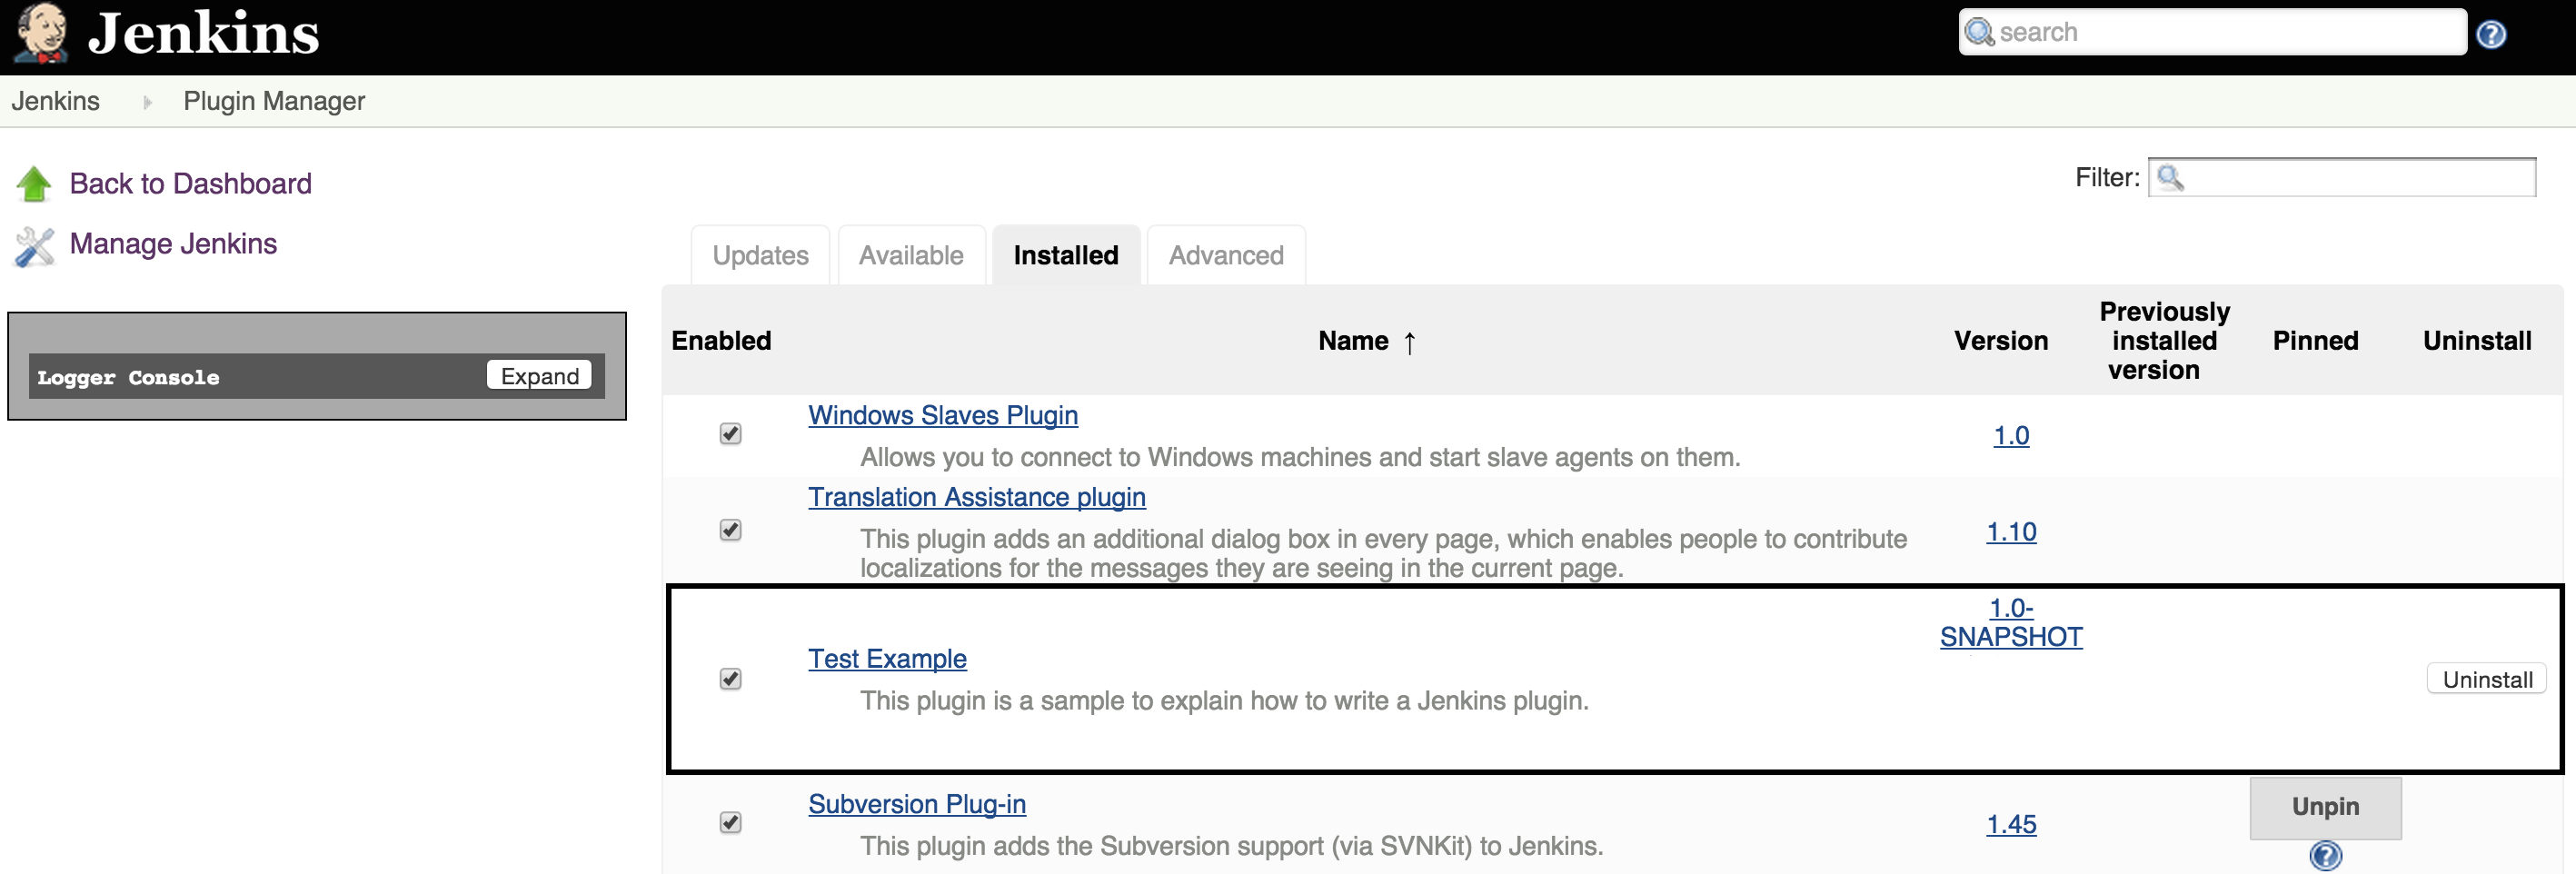 Jenkins
search
Jenkins
Plugin Manager
Back to Dashboard
Manage Jenkins
Filter:
Logger Console
Expand
Updates
Available
Installed
Advanced
Enabled
Name ↑
Version
Previously
installed
version
Pinned
Uninstall
Windows Slaves Plugin
Allows you to connect to Windows machines and start slave agents on them.
1.0
Translation Assistance plugin
This plugin adds an additional dialog box in every page, which enables people to contribute
localizations for the messages they are seeing in the current page.
1.10
Test Example
This plugin is a sample to explain how to write a Jenkins plugin.
1.0-
SNAPSHOT
Uninstall
Subversion Plug-in
This plugin adds the Subversion support (via SVNKit) to Jenkins.
1.45
Unpin